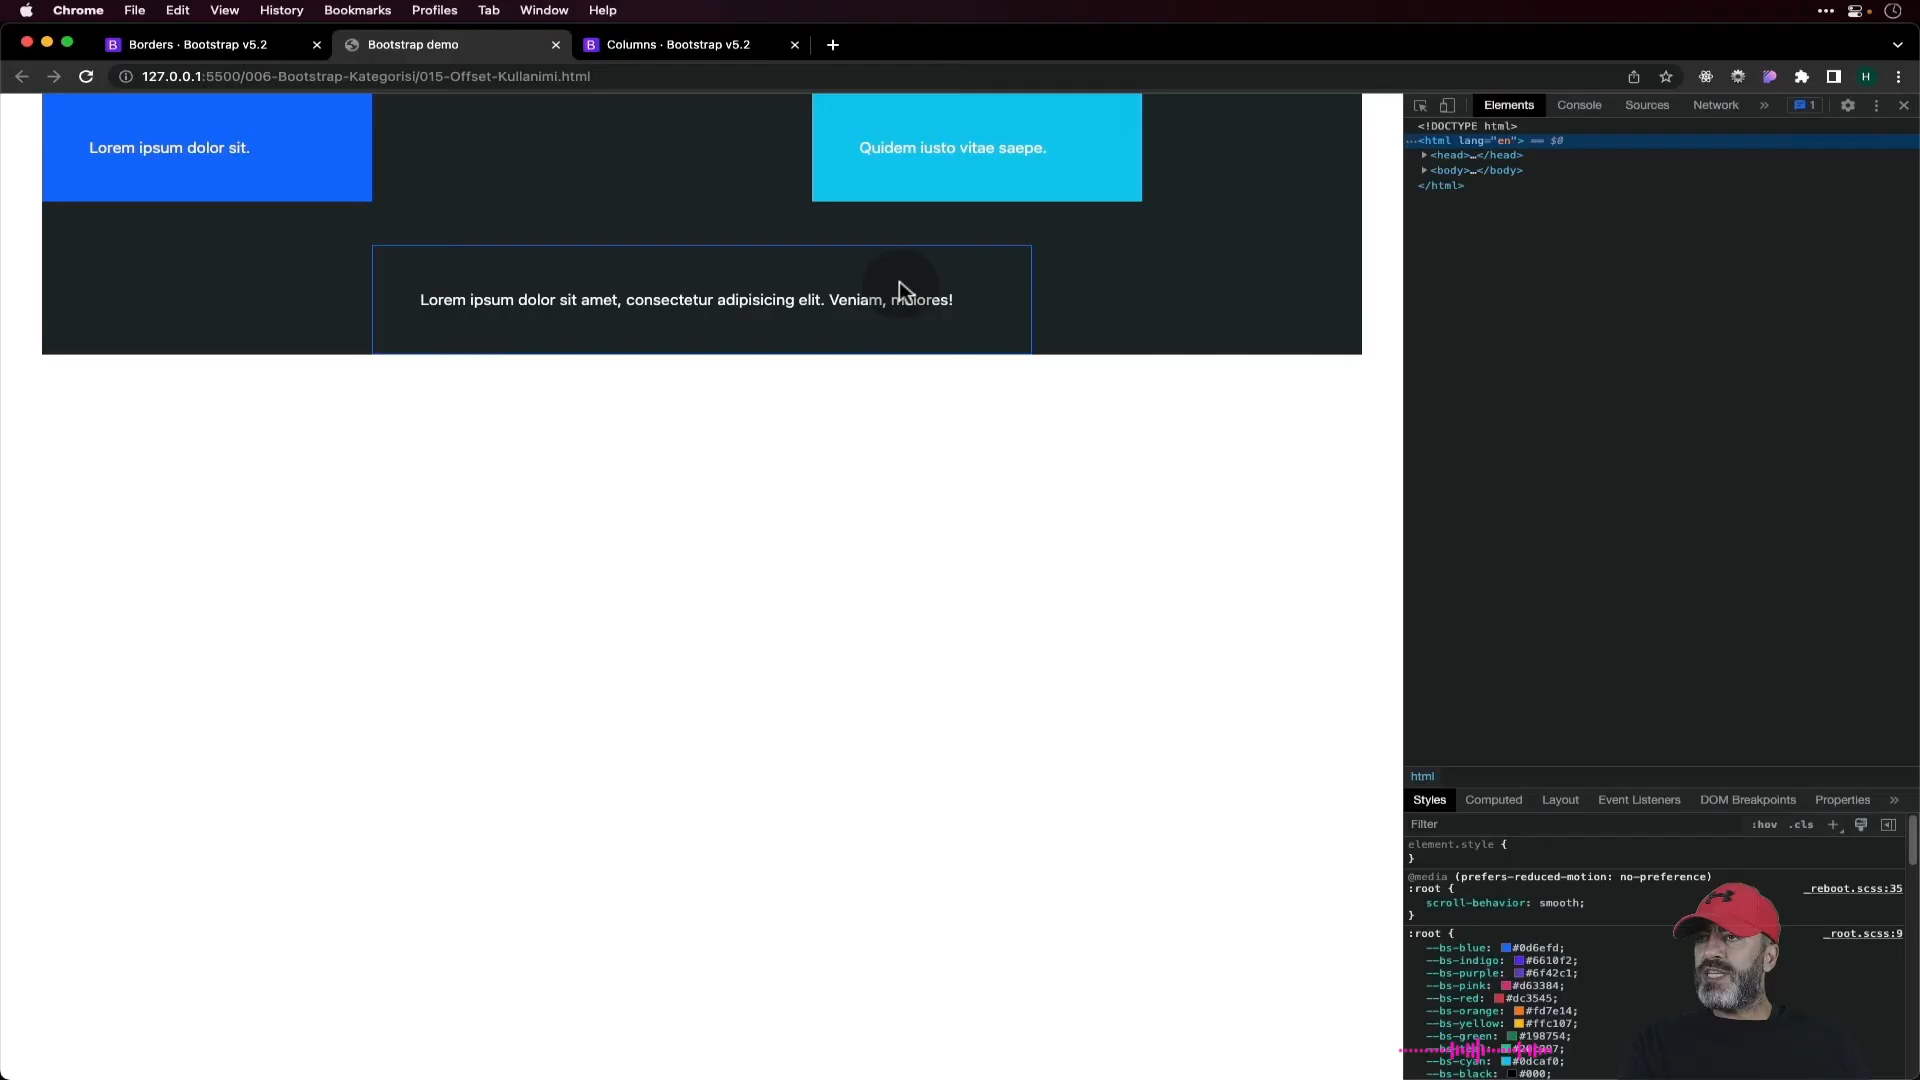 Chrome File Edit View History Bookmarks Profiles Tab Window Help
Borders · Bootstrap v5.2
Bootstrap demo
Columns · Bootstrap v5.2
127.0.0.1:5500/006-Bootstrap-Kategorisi/015-Offset-Kullanimi.html
H
Lorem ipsum dolor sit.
Quidem iusto vitae saepe.
Lorem ipsum dolor sit amet, consectetur adipisicing elit. Veniam, maiores!
Elements Console Sources Network » 1
<!DOCTYPE html>
…<html lang="en"> == $0
<head>…</head>
<body>…</body>
</html>
html
Styles Computed Layout Event Listeners DOM Breakpoints Properties »
Filter :hov .cls +
element.style {
}
@media (prefers-reduced-motion: no-preference)
:root { _reboot.scss:35
scroll-behavior: smooth;
}
:root { _root.scss:9
--bs-blue: #0d6efd;
--bs-indigo: #6610f2;
--bs-purple: #6f42c1;
--bs-pink: #d63384;
--bs-red: #dc3545;
--bs-orange: #fd7e14;
--bs-yellow: #ffc107;
--bs-green: #198754;
--bs-cyan: #0dcaf0;
--bs-black: #000;